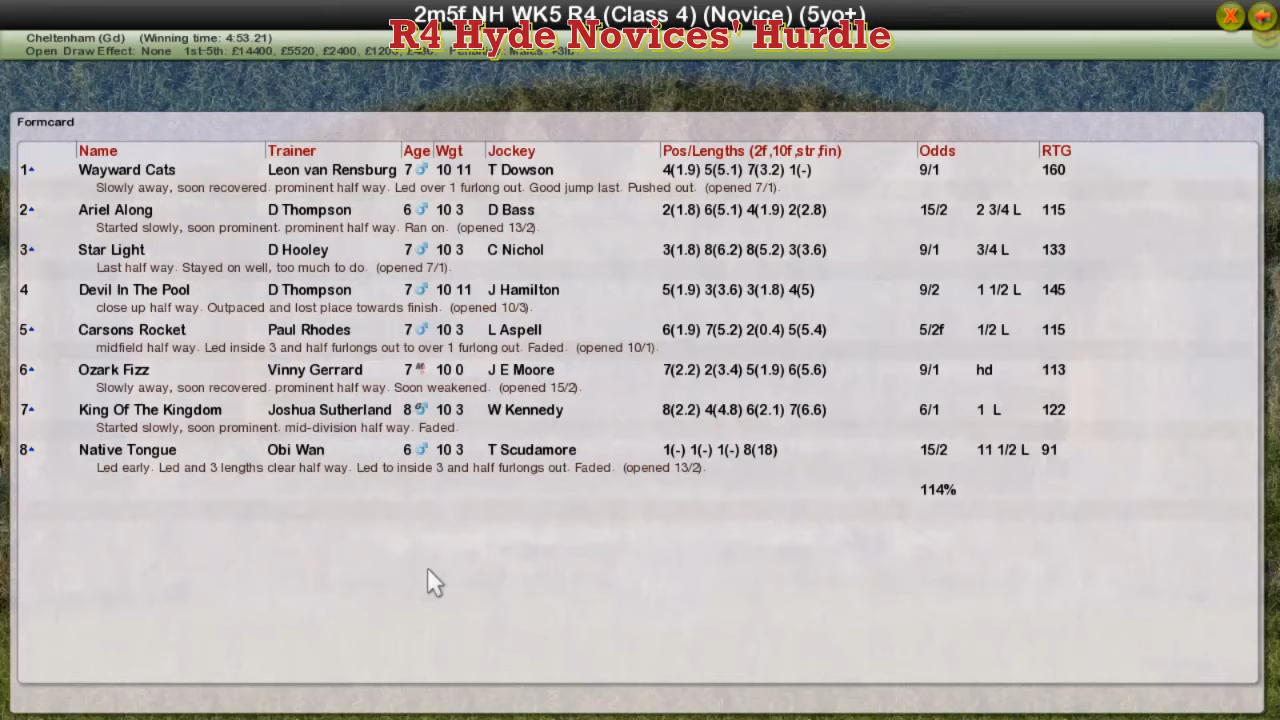 2m5f NH WK5 R4 (Class 4) (Novice) (5yo+)
R4 Hyde Novices' Hurdle
Cheltenham (Gd) (Winning time: 4:53.21)
Open Draw Effect: None 1st-5th: £14400, £5520, £2400, £1200,
Formcard
Name Trainer Age Wgt Jockey Pos/Lengths (2f,10f,str,fin) Odds RTG
1 Wayward Cats Leon van Rensburg 7 10 11 T Dowson 4(1.9) 5(5.1) 7(3.2) 1(-) 9/1 160
Slowly away, soon recovered. prominent half way. Led over 1 furlong out. Good jump last. Pushed out. (opened 7/1).
2 Ariel Along D Thompson 6 10 3 D Bass 2(1.8) 6(5.1) 4(1.9) 2(2.8) 15/2 2 3/4 L 115
Started slowly, soon prominent. prominent half way. Ran on. (opened 13/2).
3 Star Light D Hooley 7 10 3 C Nichol 3(1.8) 8(6.2) 8(5.2) 3(3.6) 9/1 3/4 L 133
Last half way. Stayed on well, too much to do. (opened 7/1).
4 Devil In The Pool D Thompson 7 10 11 J Hamilton 5(1.9) 3(3.6) 3(1.8) 4(5) 9/2 1 1/2 L 145
close up half way. Outpaced and lost place towards finish. (opened 10/3).
5 Carsons Rocket Paul Rhodes 7 10 3 L Aspell 6(1.9) 7(5.2) 2(0.4) 5(5.4) 5/2f 1/2 L 115
midfield half way. Led inside 3 and half furlongs out to over 1 furlong out. Faded. (opened 10/1).
6 Ozark Fizz Vinny Gerrard 7 10 0 J E Moore 7(2.2) 2(3.4) 5(1.9) 6(5.6) 9/1 hd 113
Slowly away, soon recovered. prominent half way. Soon weakened. (opened 15/2).
7 King Of The Kingdom Joshua Sutherland 8 10 3 W Kennedy 8(2.2) 4(4.8) 6(2.1) 7(6.6) 6/1 1 L 122
Started slowly, soon prominent. mid-division half way. Faded.
8 Native Tongue Obi Wan 6 10 3 T Scudamore 1(-) 1(-) 1(-) 8(18) 15/2 11 1/2 L 91
Led early. Led and 3 lengths clear half way. Led to inside 3 and half furlongs out. Faded. (opened 13/2).
114%